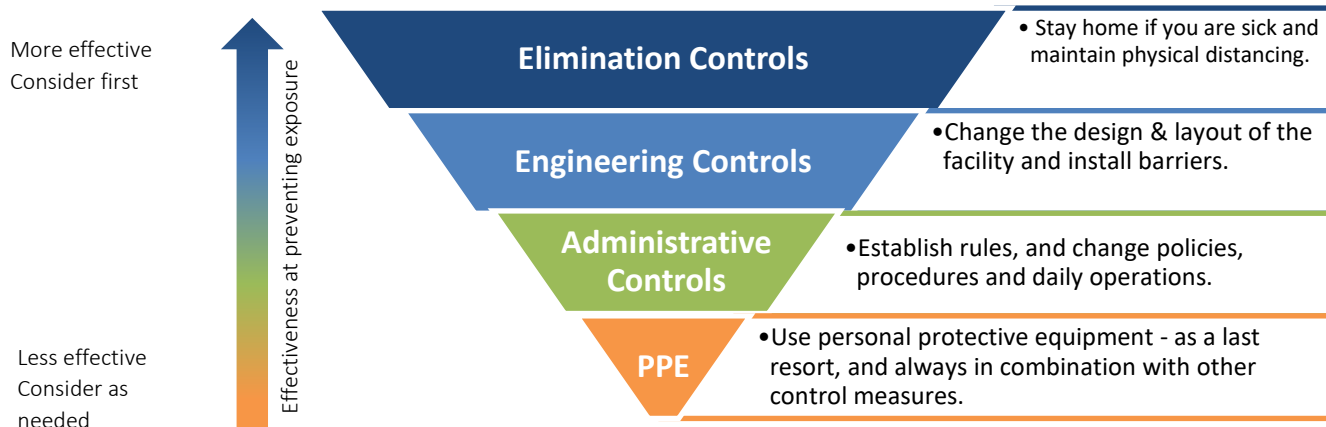 More effective
Consider first
Less effective
Consider as
needed
Effectiveness at preventing exposure
Elimination Controls
• Stay home if you are sick and
maintain physical distancing.
Engineering Controls
•Change the design & layout of the
facility and install barriers.
Administrative
Controls
•Establish rules, and change policies,
procedures and daily operations.
PPE
•Use personal protective equipment - as a last
resort, and always in combination with other
control measures.